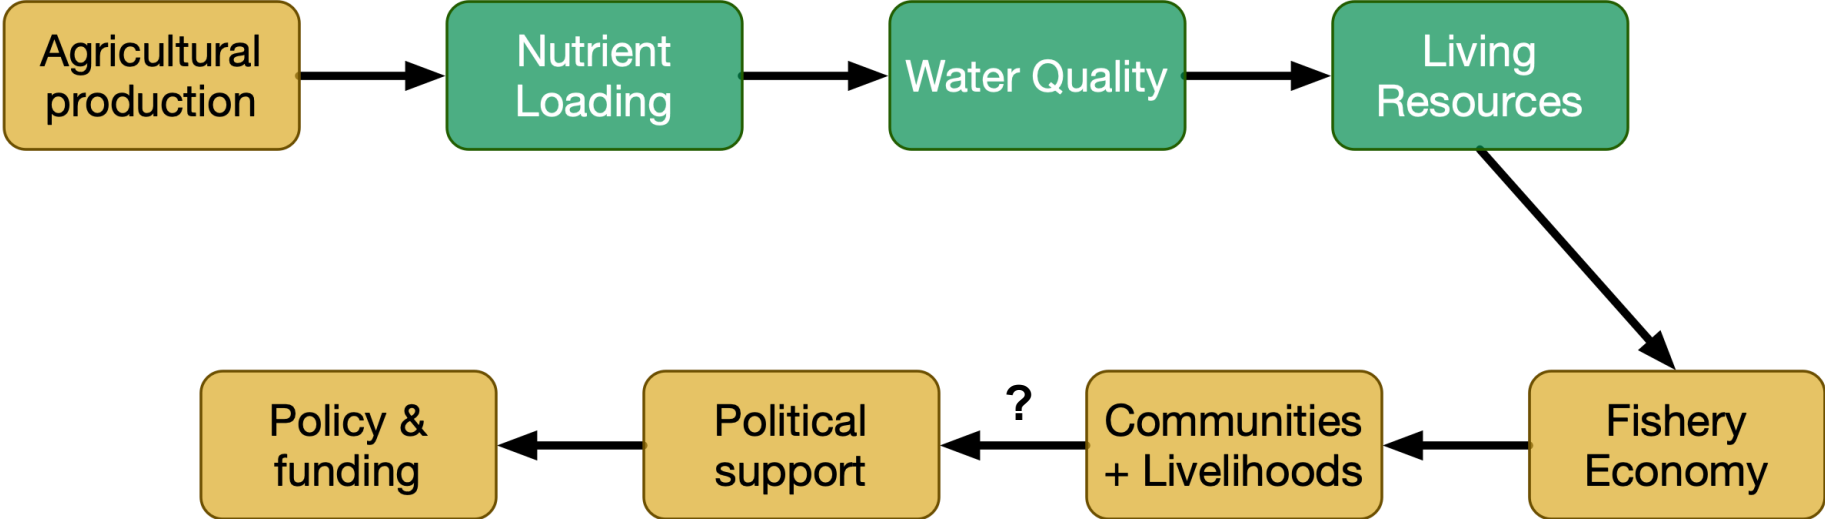 Agricultural
production
Nutrient
Loading
Water Quality
Living
Resources
Policy &
funding
Political
support
?
Communities
+ Livelihoods
Fishery
Economy